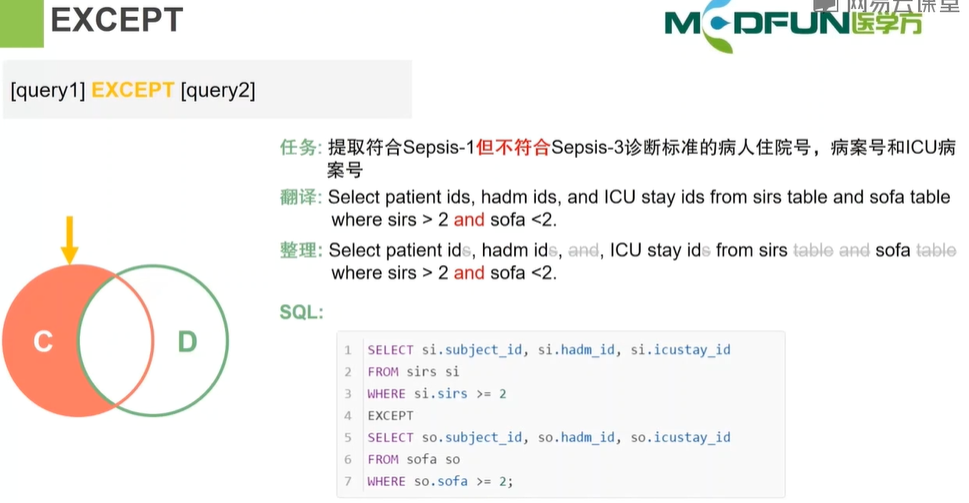 EXCEPT
网易云课堂
MEDFUN医学方
[query1] EXCEPT [query2]
任务: 提取符合Sepsis-1但不符合Sepsis-3诊断标准的病人住院号，病案号和ICU病
案号
翻译: Select patient ids, hadm ids, and ICU stay ids from sirs table and sofa table
where sirs > 2 and sofa <2.
整理: Select patient ids, hadm ids, and, ICU stay ids from sirs table and sofa table
where sirs > 2 and sofa <2.
C
D
SQL:
1 SELECT si.subject_id, si.hadm_id, si.icustay_id
2 FROM sirs si
3 WHERE si.sirs >= 2
4 EXCEPT
5 SELECT so.subject_id, so.hadm_id, so.icustay_id
6 FROM sofa so
7 WHERE so.sofa >= 2;